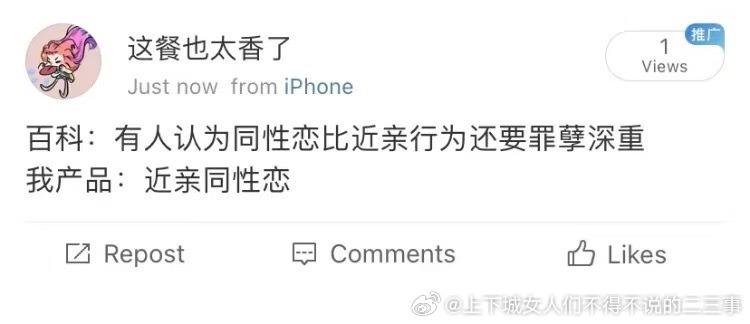 这餐也太香了
Just now from iPhone
推广
1
Views
百科：有人认为同性恋比近亲行为还要罪孽深重
我产品：近亲同性恋
Repost
Comments
Likes
@上下城女人们不得不说的二三事